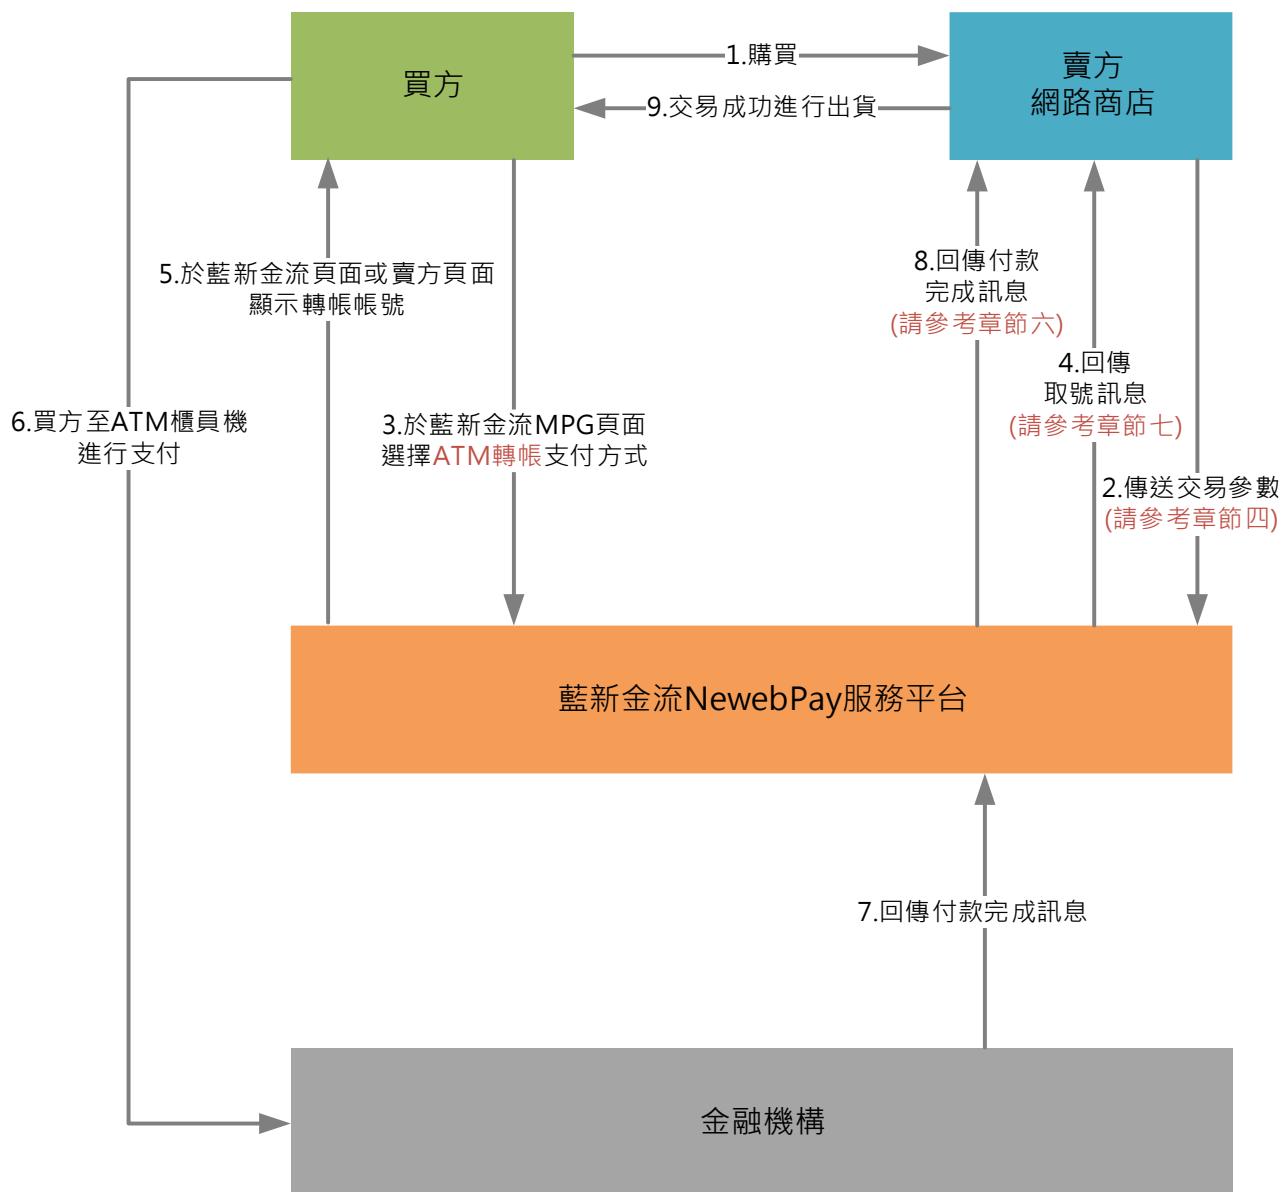 買方
1.購買
賣方
網路商店
9.交易成功進行出貨
5.於藍新金流頁面或賣方頁面
顯示轉帳帳號
8.回傳付款
完成訊息
(請參考章節六)
4.回傳
取號訊息
(請參考章節七)
6.買方至ATM櫃員機
進行支付
3.於藍新金流MPG頁面
選擇ATM轉帳支付方式
2.傳送交易參數
(請參考章節四)
藍新金流NewebPay服務平台
7.回傳付款完成訊息
金融機構